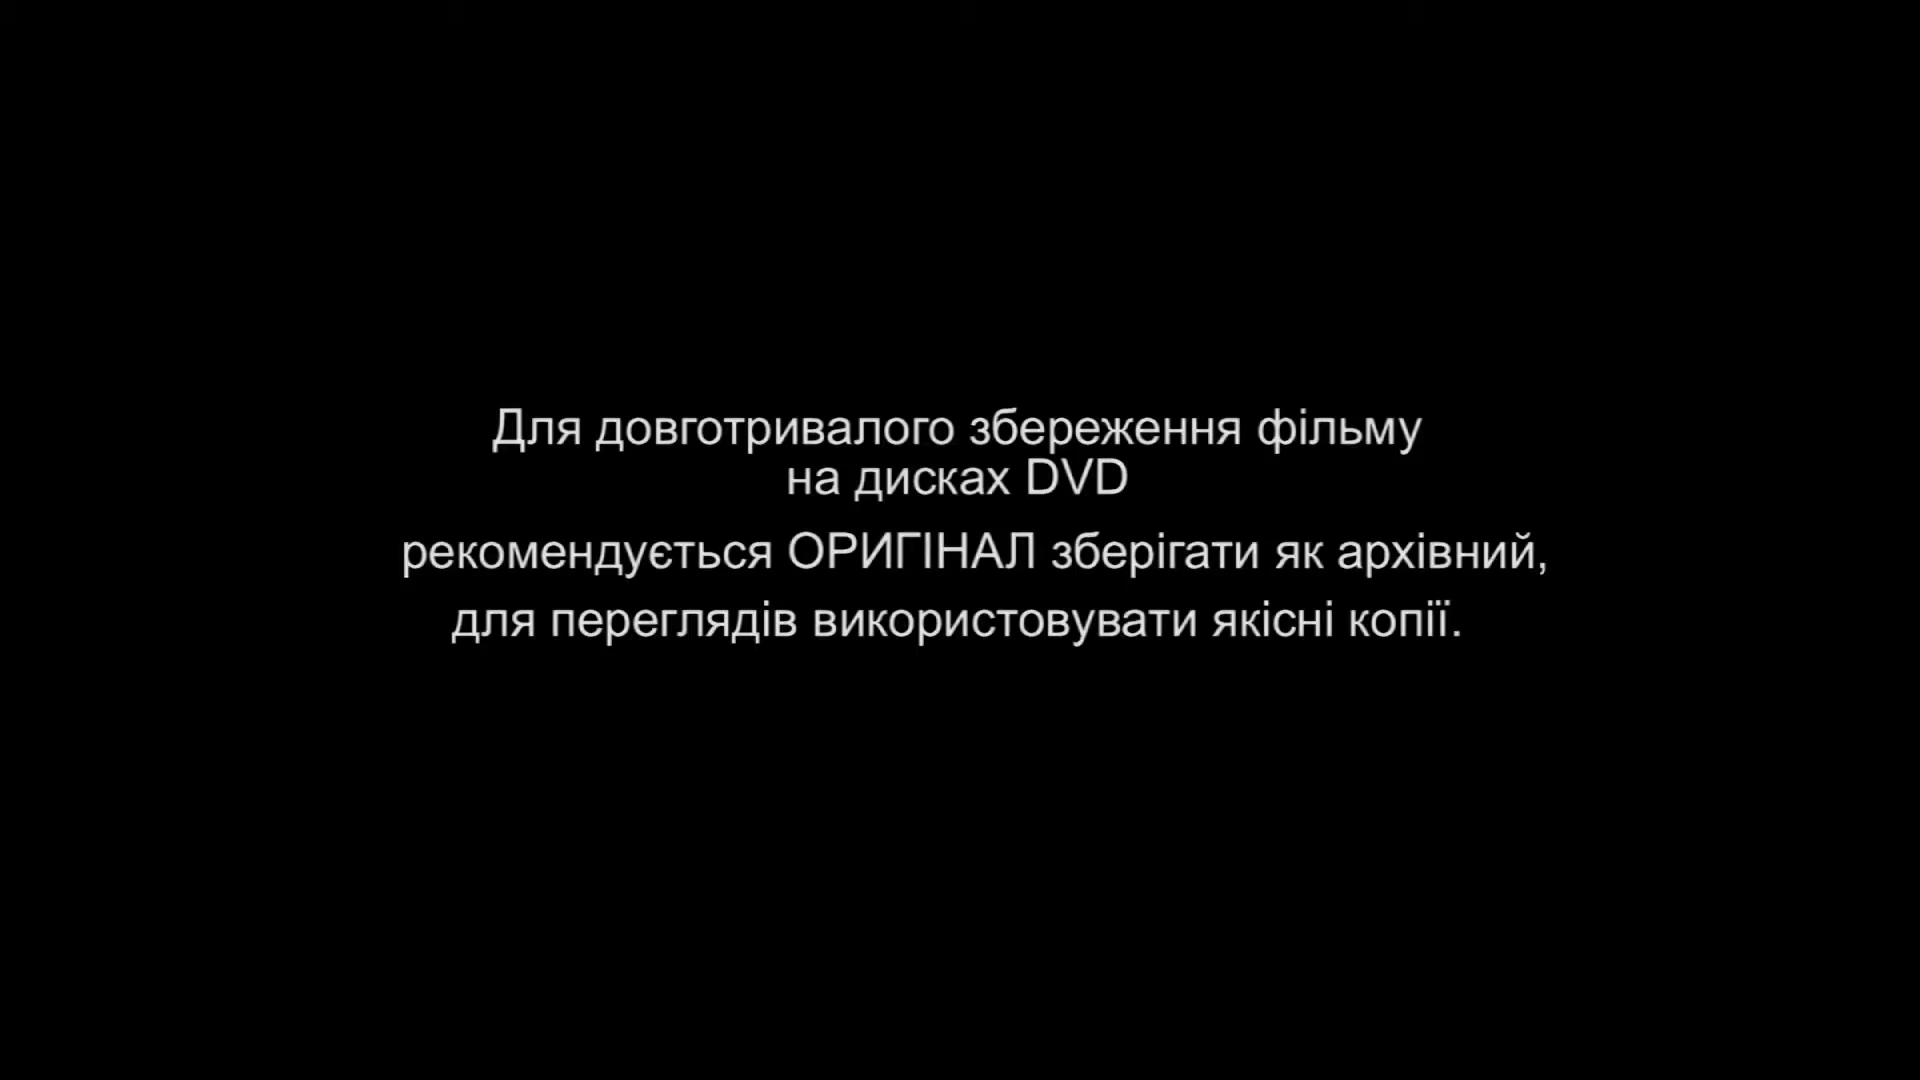 Для довготривалого збереження фільму
на дисках DVD
рекомендується ОРИГІНАЛ зберігати як архівний,
для переглядів використовувати якісні копії.